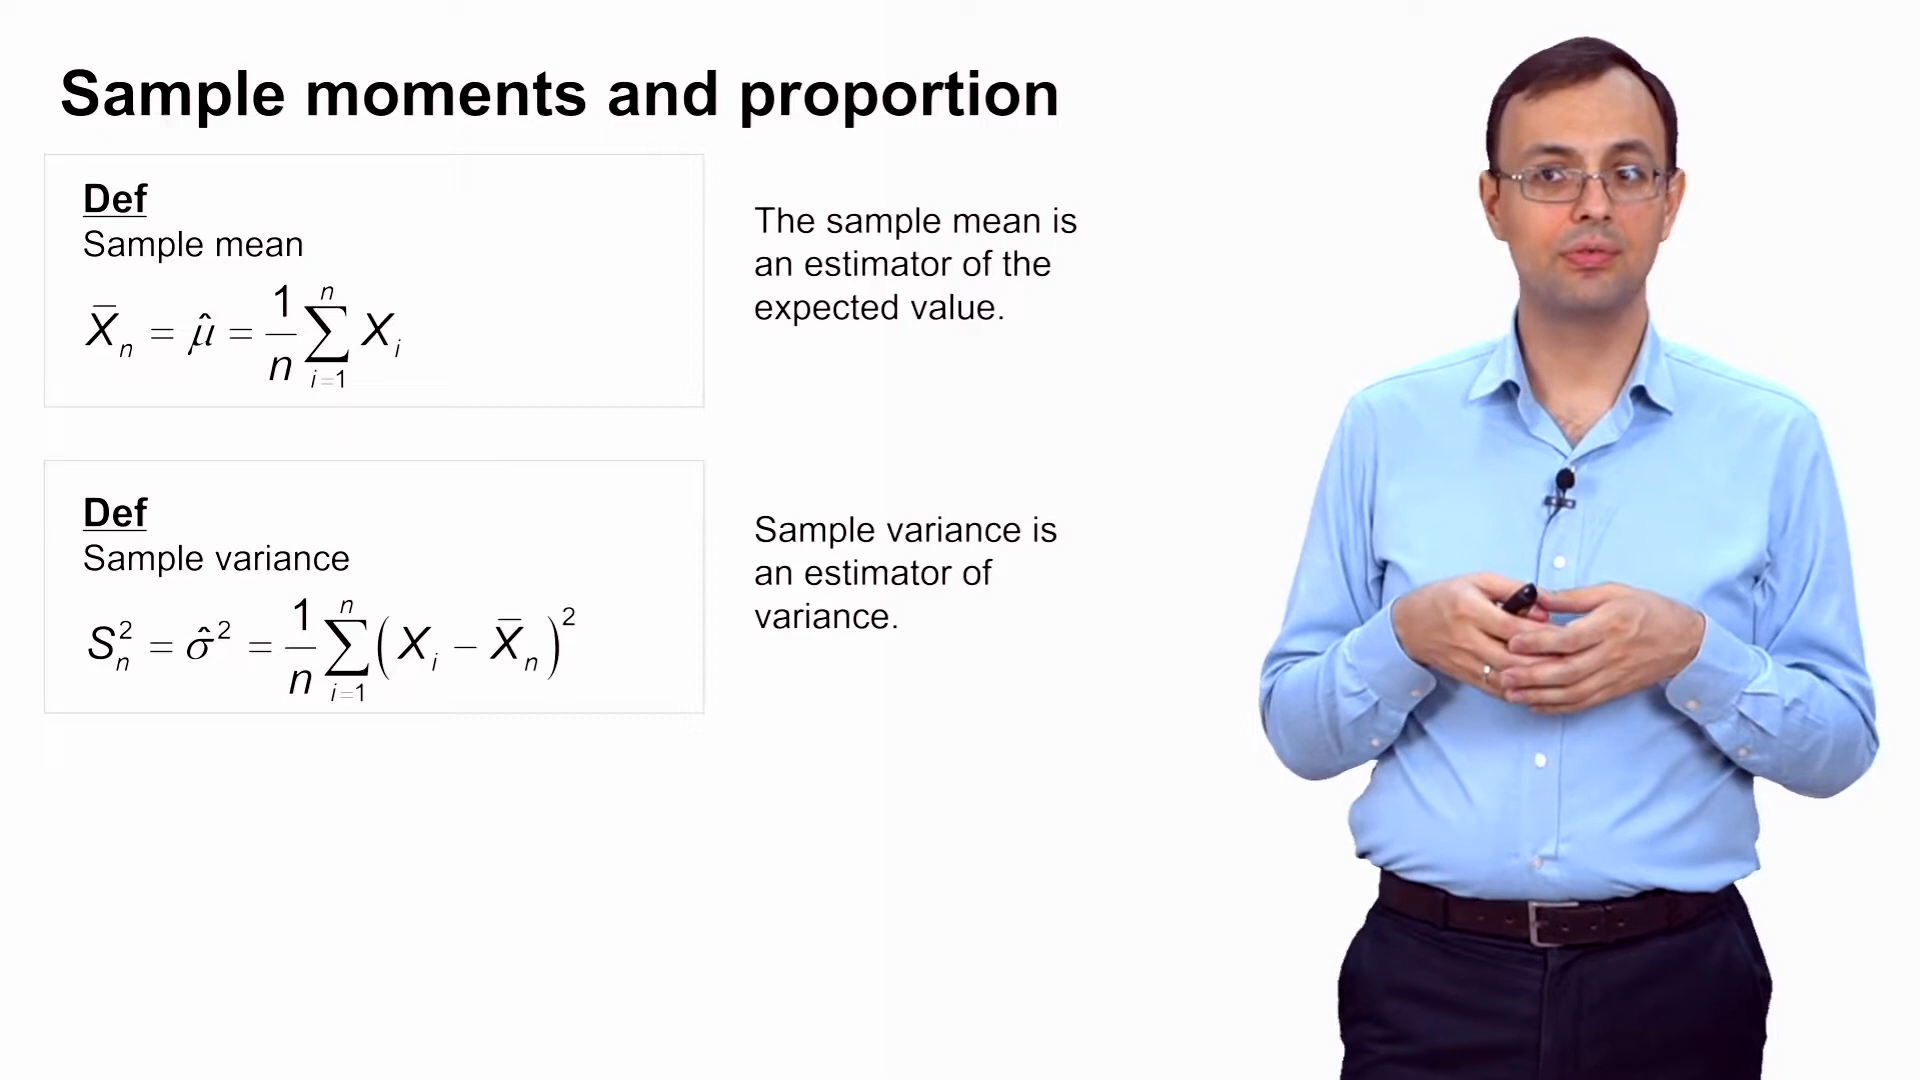 Sample moments and proportion
Def
Sample mean
X̄ₙ = μ̂ = 1/n ∑ᵢ₌₁ⁿ Xᵢ
The sample mean is
an estimator of the
expected value.
Def
Sample variance
Sₙ² = σ̂² = 1/n ∑ᵢ₌₁ⁿ (Xᵢ − X̄ₙ)²
Sample variance is
an estimator of
variance.